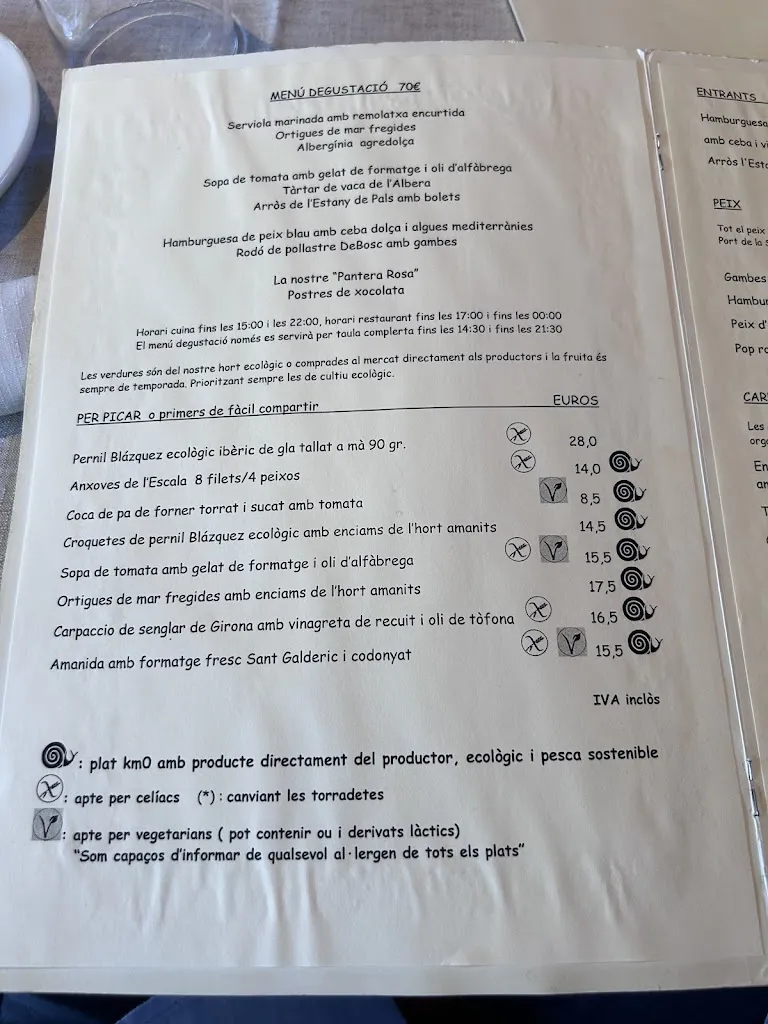 MENÚ DEGUSTACIÓ 70€
Serviola marinada amb remolatxa encurtida
Ortigues de mar fregides
Albergínia agredolça
Sopa de tomata amb gelat de formatge i oli d'alfàbrega
Tàrtar de vaca de l'Albera
Arròs de l'Estany de Pals amb bolets
Hamburguesa de peix blau amb ceba dolça i algues mediterrànies
Rodó de pollastre DeBosc amb gambes
La nostre "Pantera Rosa"
Postres de xocolata
Horari cuina fins les 15:00 i les 22:00, horari restaurant fins les 17:00 i fins les 00:00
El menú degustació només es servirà per taula complerta fins les 14:30 i fins les 21:30
Les verdures són del nostre hort ecològic o comprades al mercat directament als productors i la fruita és
sempre de temporada. Prioritzant sempre les de cultiu ecològic.
PER PICAR o primers de fàcil compartir EUROS
Pernil Blázquez ecològic ibèric de gla tallat a mà 90 gr. 28,0
Anxoves de l'Escala 8 filets/4 peixos 14,0
Coca de pa de forner torrat i sucat amb tomata 8,5
Croquetes de pernil Blázquez ecològic amb enciams de l'hort amanits 14,5
Sopa de tomata amb gelat de formatge i oli d'alfàbrega 15,5
Ortigues de mar fregides amb enciams de l'hort amanits 17,5
Carpaccio de senglar de Girona amb vinagreta de recuit i oli de tòfona 16,5
Amanida amb formatge fresc Sant Galderic i codonyat 15,5
IVA inclòs
: plat km0 amb producte directament del productor, ecològic i pesca sostenible
: apte per celíacs (*) : canviant les torradetes
: apte per vegetarians ( pot contenir ou i derivats làctics)
"Som capaços d'informar de qualsevol al·lergen de tots els plats"
ENTRANTS
Hamburguesa
amb ceba i
Arròs
PEIX
Tot el peix
Port de la
Gambes
Peix
Pop
Les